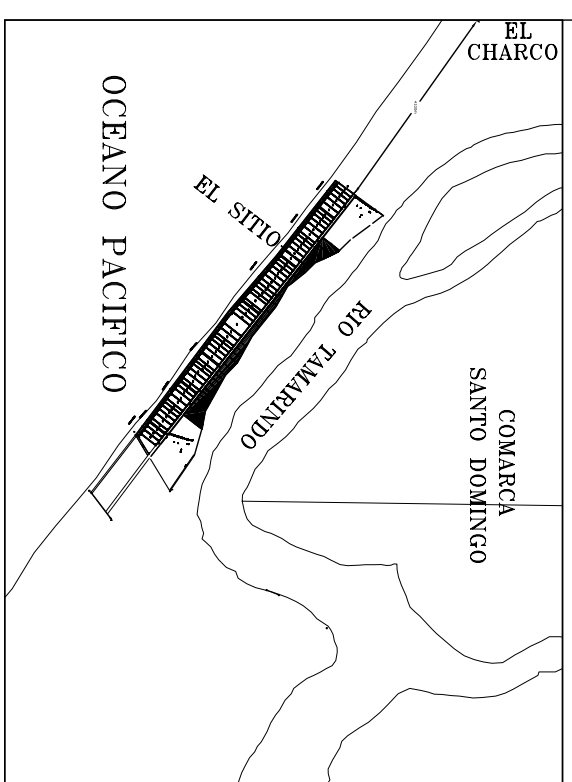 EL
CHARCO
OCEANO PACIFICO
EL SITIO
RIO TAMARINDO
COMARCA
SANTO DOMINGO